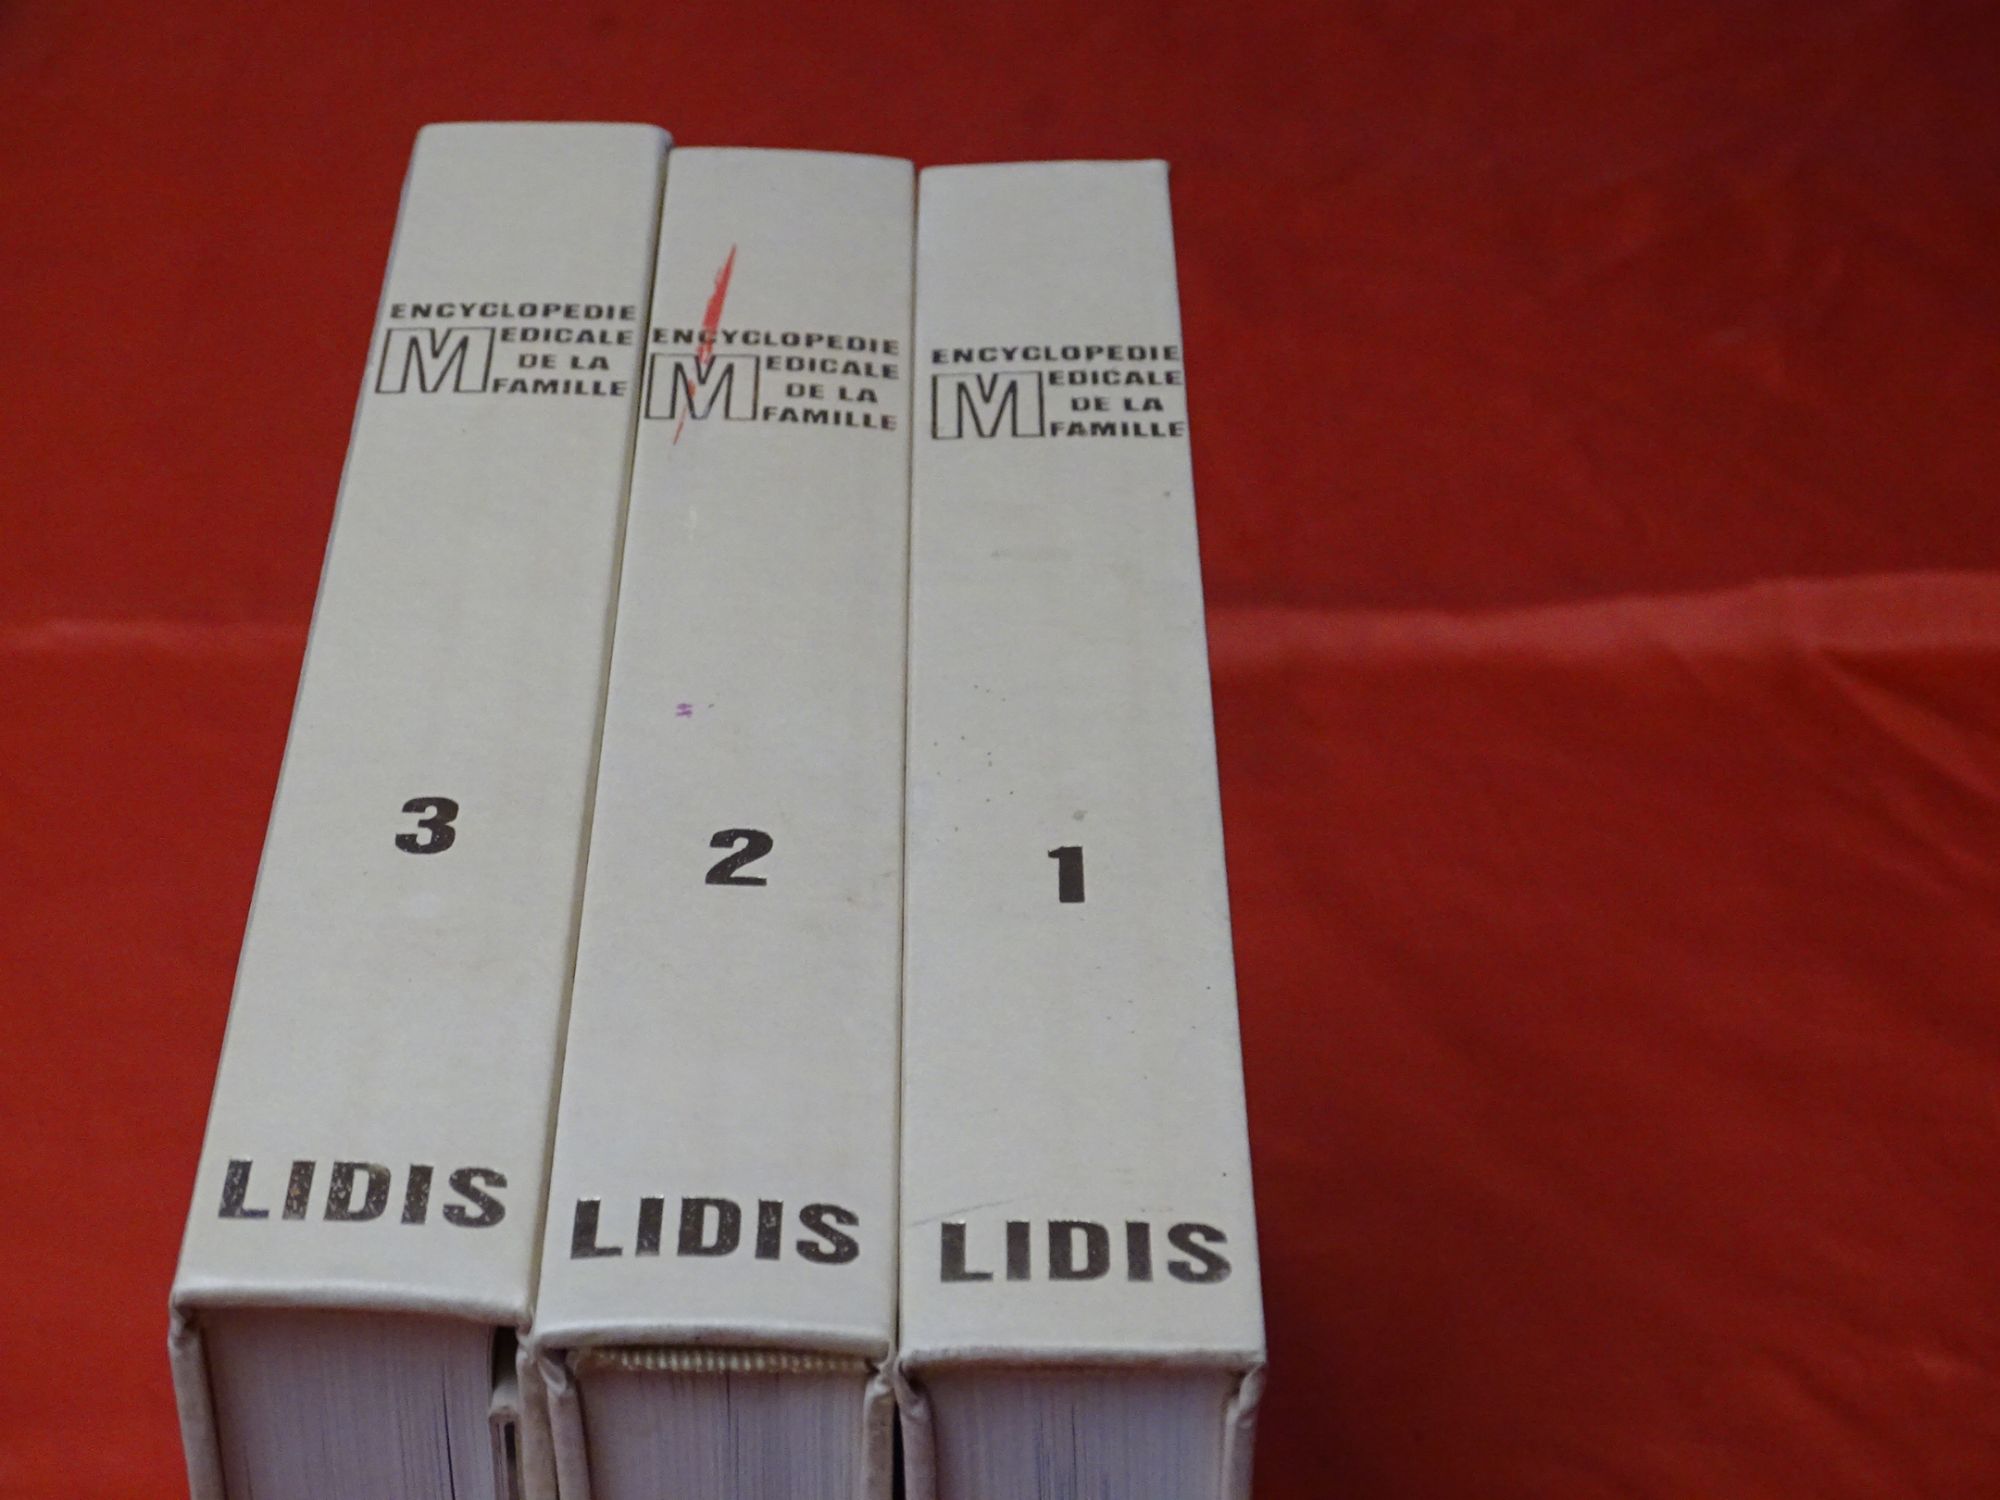 ENCYCLOPEDIE
MEDICALE
DE LA
FAMILLE
3
LIDIS
ENCYCLOPEDIE
MEDICALE
DE LA
FAMILLE
2
LIDIS
ENCYCLOPEDIE
MEDICALE
DE LA
FAMILLE
1
LIDIS